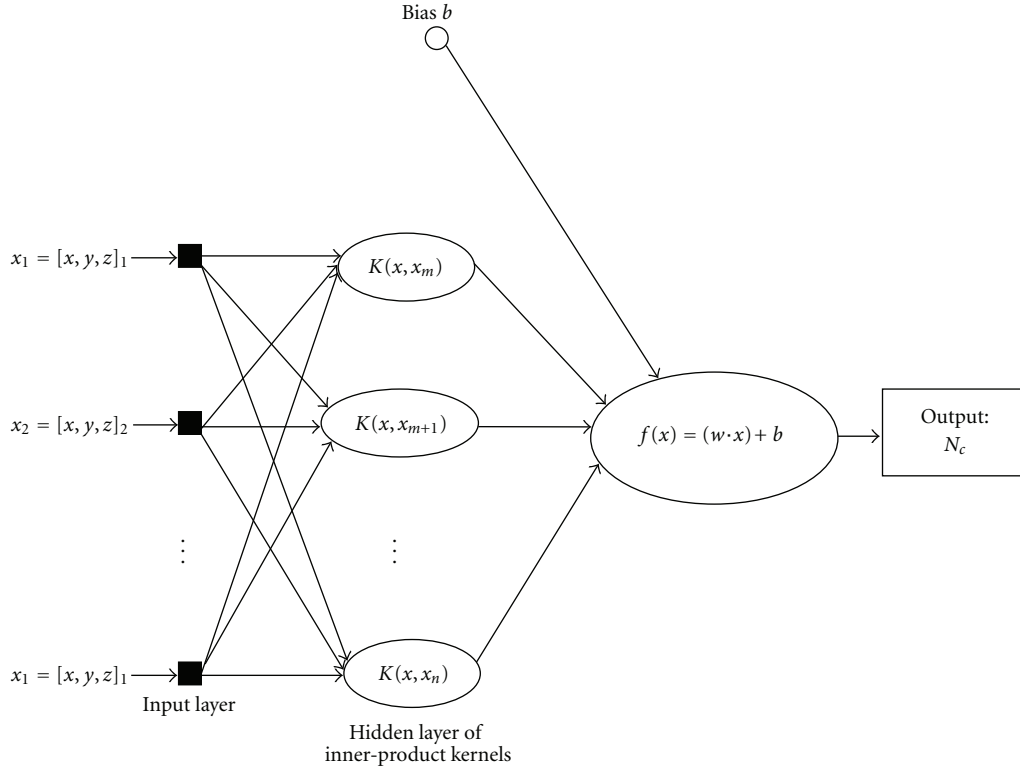 Bias b
x₁ = [x, y, z]₁
K(x, xₘ)
x₂ = [x, y, z]₂
K(x, xₘ₊₁)
f(x) = (w·x) + b
Output:
N_c
⋮
⋮
x₁ = [x, y, z]₁
K(x, xₙ)
Input layer
Hidden layer of
inner-product kernels